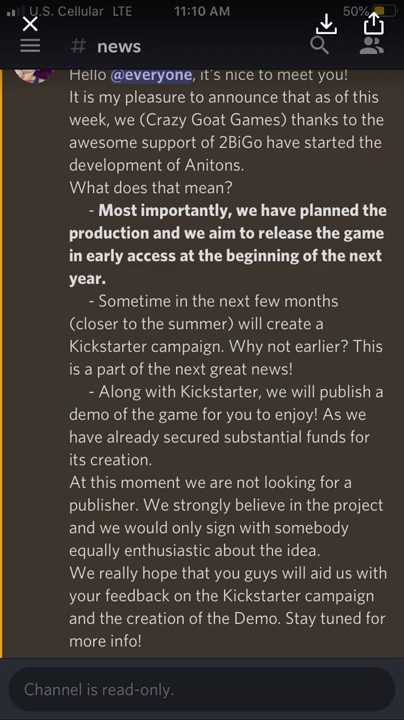 U.S. Cellular LTE 11:10 AM 50%
# news
Hello @everyone, it's nice to meet you!
It is my pleasure to announce that as of this
week, we (Crazy Goat Games) thanks to the
awesome support of 2BiGo have started the
development of Anitons.
What does that mean?
- Most importantly, we have planned the
production and we aim to release the game
in early access at the beginning of the next
year.
- Sometime in the next few months
(closer to the summer) will create a
Kickstarter campaign. Why not earlier? This
is a part of the next great news!
- Along with Kickstarter, we will publish a
demo of the game for you to enjoy! As we
have already secured substantial funds for
its creation.
At this moment we are not looking for a
publisher. We strongly believe in the project
and we would only sign with somebody
equally enthusiastic about the idea.
We really hope that you guys will aid us with
your feedback on the Kickstarter campaign
and the creation of the Demo. Stay tuned for
more info!
Channel is read-only.